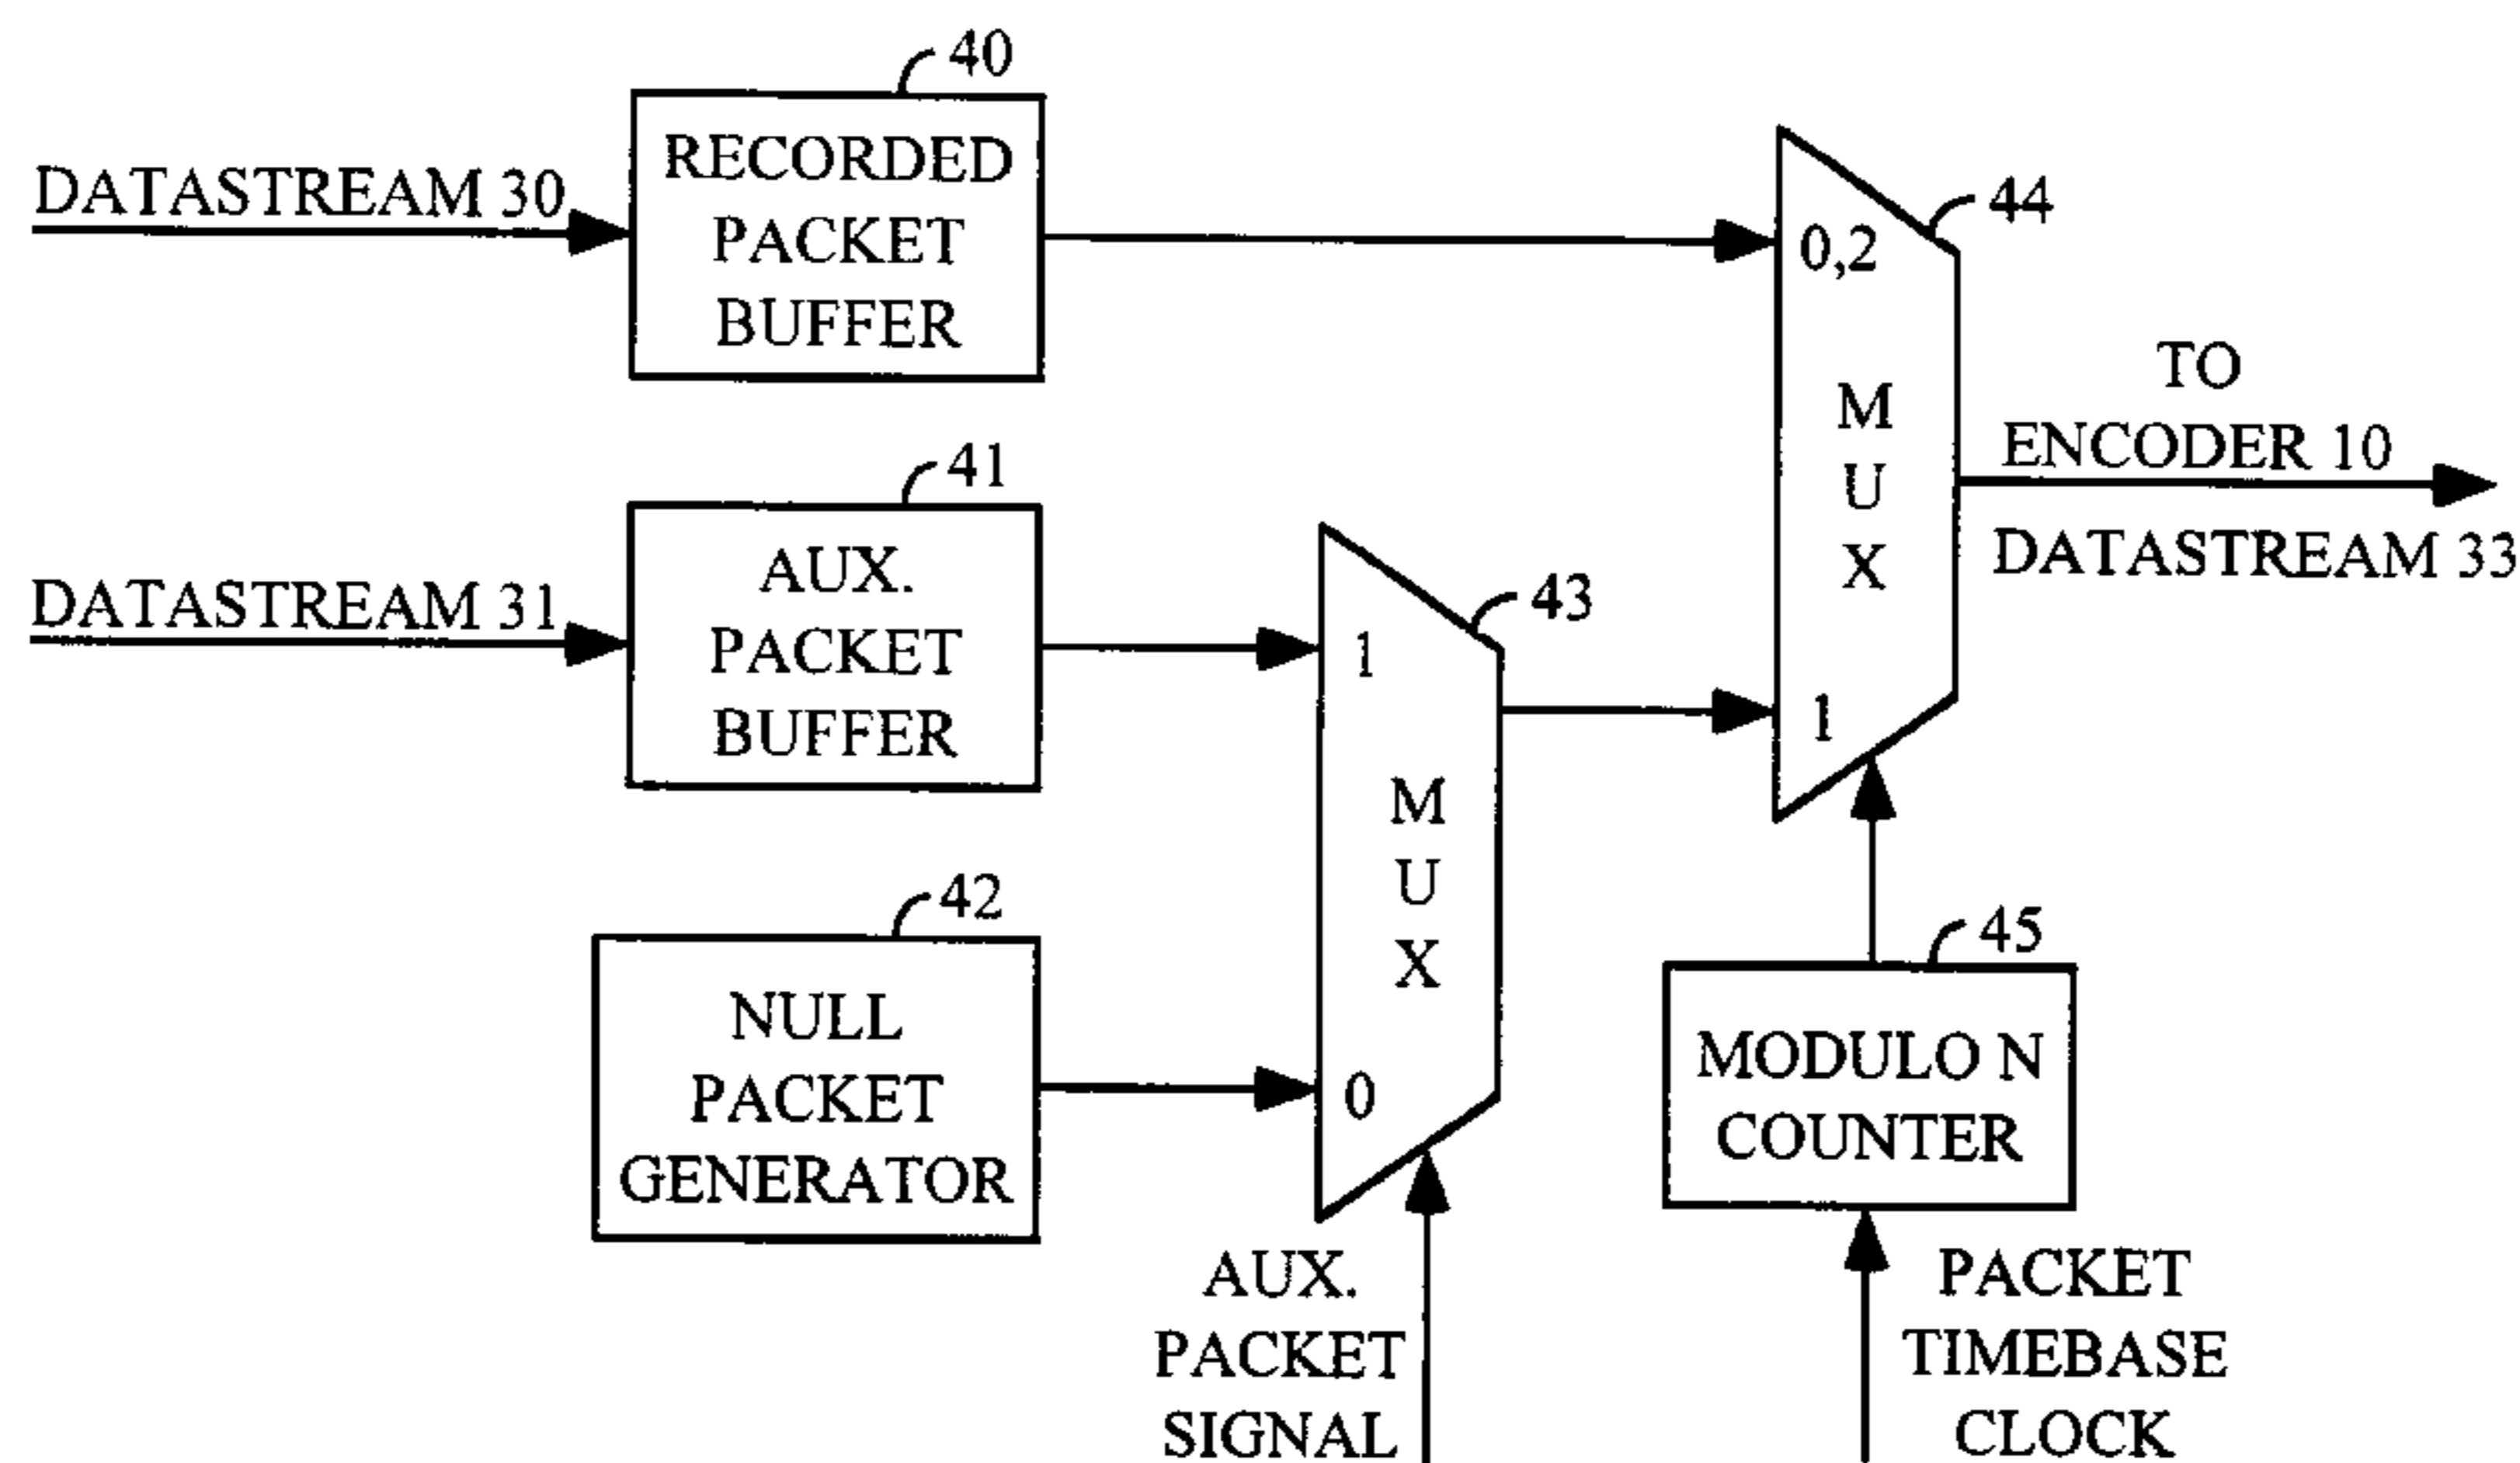 40
RECORDED
PACKET
BUFFER
DATASTREAM 30
44
0,2
M
U
X
1
TO
ENCODER 10
DATASTREAM 33
41
AUX.
PACKET
BUFFER
DATASTREAM 31
43
1
M
U
X
0
42
NULL
PACKET
GENERATOR
45
MODULO N
COUNTER
AUX.
PACKET
SIGNAL
PACKET
TIMEBASE
CLOCK